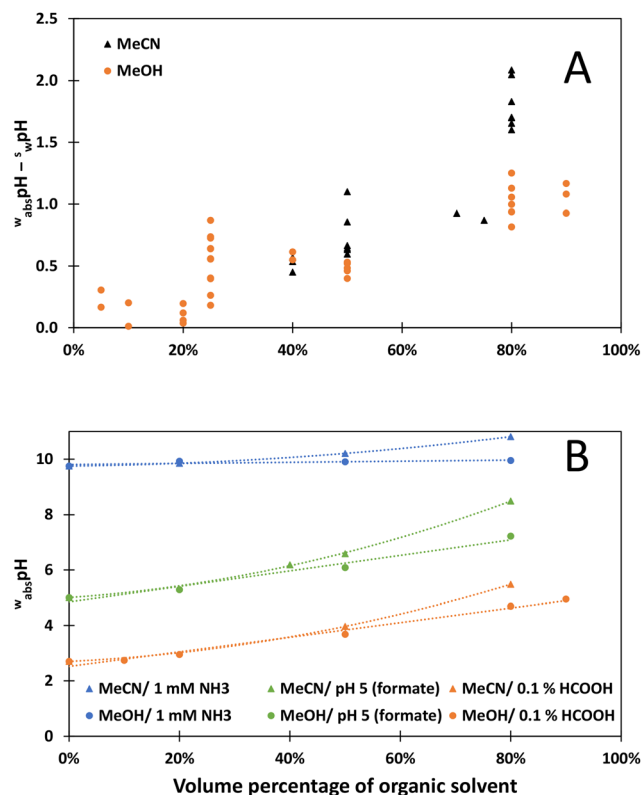 A
MeCN
MeOH
2.5
2.0
1.5
1.0
0.5
0.0
w abs pH – s w pH
0% 20% 40% 60% 80% 100%
B
10
8
6
4
2
0
w abs pH
MeCN/ 1 mM NH3 MeCN/ pH 5 (formate) MeCN/ 0.1 % HCOOH
MeOH/ 1 mM NH3 MeOH/ pH 5 (formate) MeOH/ 0.1 % HCOOH
0% 20% 40% 60% 80% 100%
Volume percentage of organic solvent